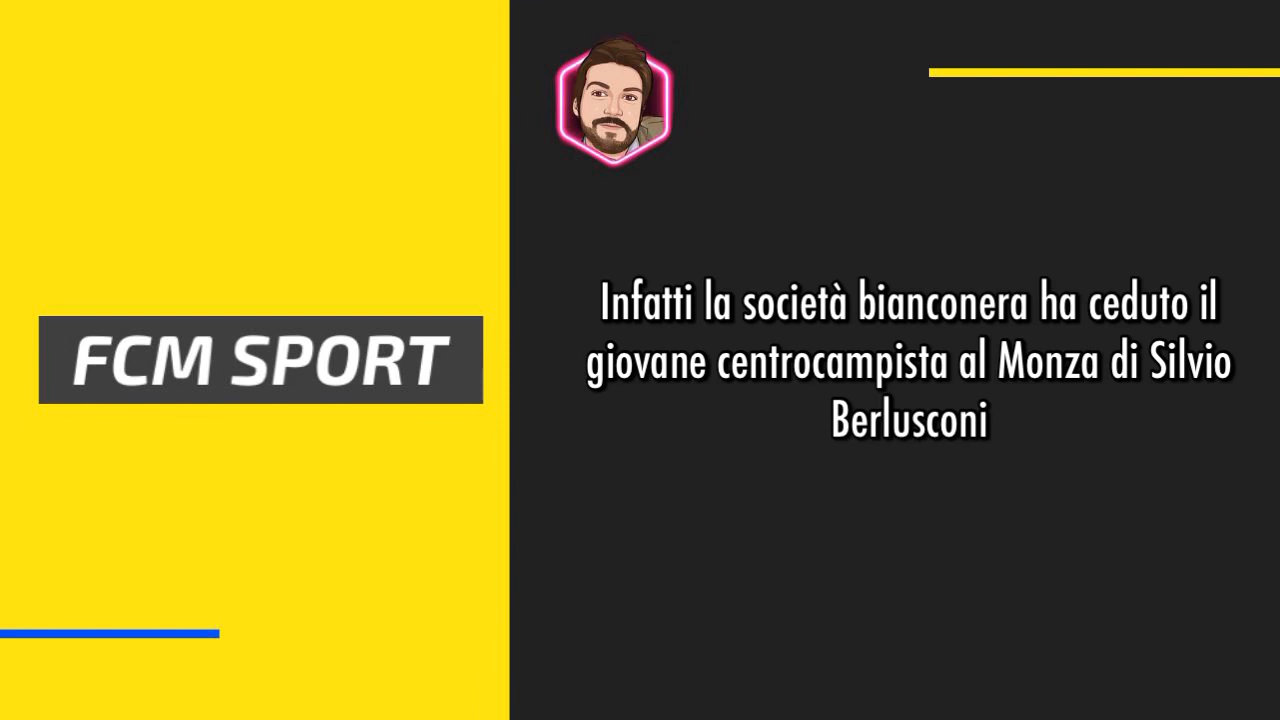 FCM SPORT
Infatti la società bianconera ha ceduto il
giovane centrocampista al Monza di Silvio
Berlusconi